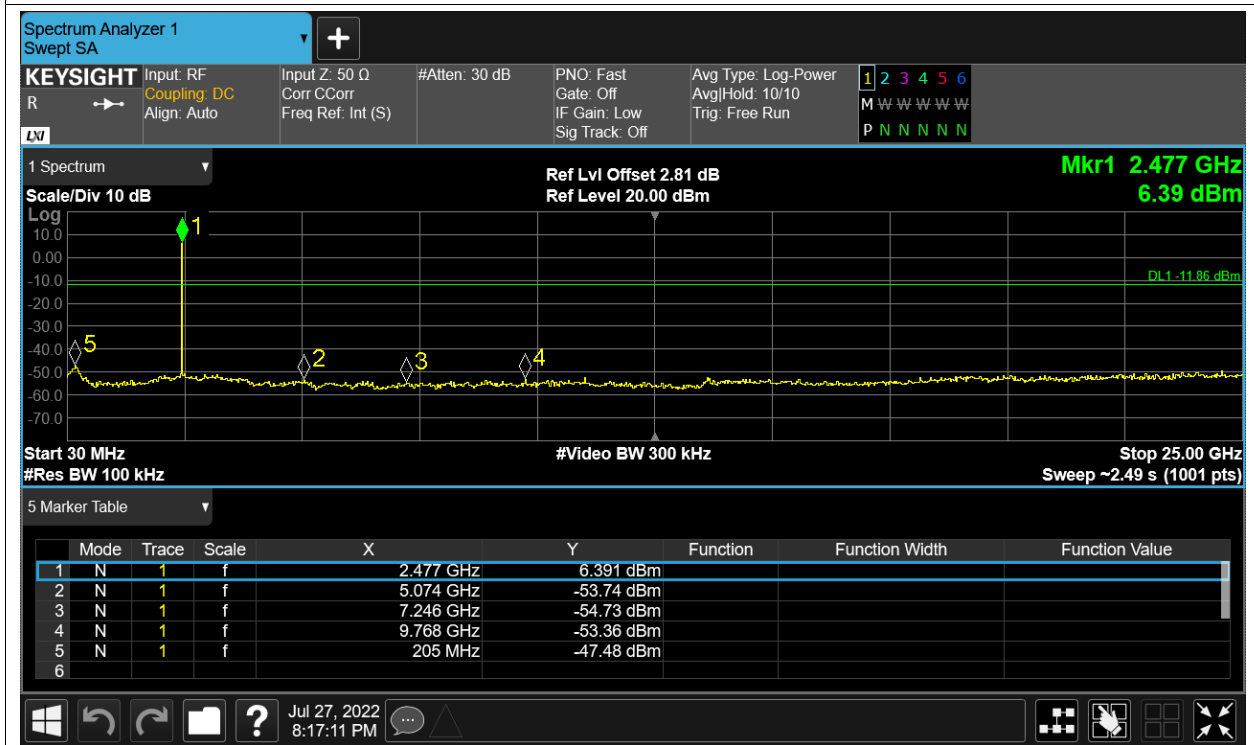 Spectrum Analyzer 1
Swept SA
KEYSIGHT
R
LXI
Input: RF
Coupling: DC
Align: Auto
Input Z: 50 Ω
Corr CCorr
Freq Ref: Int (S)
#Atten: 30 dB
PNO: Fast
Gate: Off
IF Gain: Low
Sig Track: Off
Avg Type: Log-Power
Avg|Hold: 10/10
Trig: Free Run
1 2 3 4 5 6
M W W W W W
P N N N N N
1 Spectrum
Scale/Div 10 dB
Ref Lvl Offset 2.81 dB
Ref Level 20.00 dBm
Mkr1 2.477 GHz
6.39 dBm
Log
10.0
0.00
-10.0
-20.0
-30.0
-40.0
-50.0
-60.0
-70.0
DL1 -11.86 dBm
1
5
2
3
4
Start 30 MHz
#Res BW 100 kHz
#Video BW 300 kHz
Stop 25.00 GHz
Sweep ~2.49 s (1001 pts)
5 Marker Table
Mode Trace Scale X Y Function Function Width Function Value
1 N 1 f 2.477 GHz 6.391 dBm
2 N 1 f 5.074 GHz -53.74 dBm
3 N 1 f 7.246 GHz -54.73 dBm
4 N 1 f 9.768 GHz -53.36 dBm
5 N 1 f 205 MHz -47.48 dBm
6
?
Jul 27, 2022
8:17:11 PM